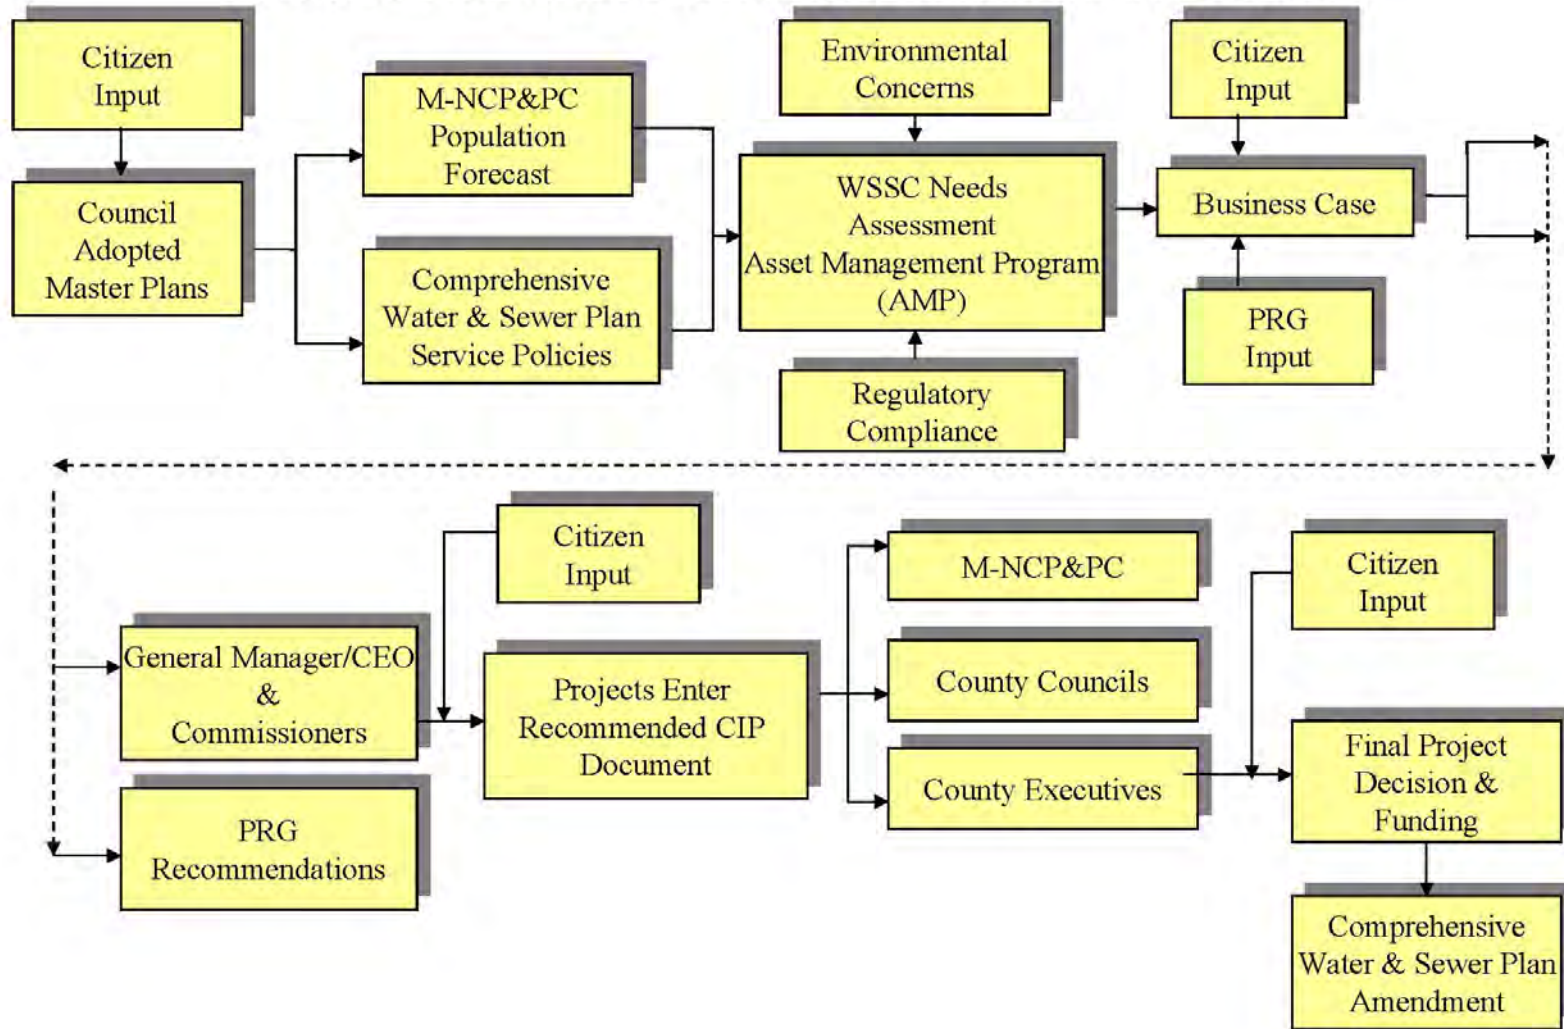 Citizen
Input
Council
Adopted
Master Plans
M-NCP&PC
Population
Forecast
Comprehensive
Water & Sewer Plan
Service Policies
Environmental
Concerns
WSSC Needs
Assessment
Asset Management Program
(AMP)
Regulatory
Compliance
Citizen
Input
Business Case
PRG
Input
General Manager/CEO
&
Commissioners
PRG
Recommendations
Citizen
Input
Projects Enter
Recommended CIP
Document
M-NCP&PC
County Councils
County Executives
Citizen
Input
Final Project
Decision &
Funding
Comprehensive
Water & Sewer Plan
Amendment